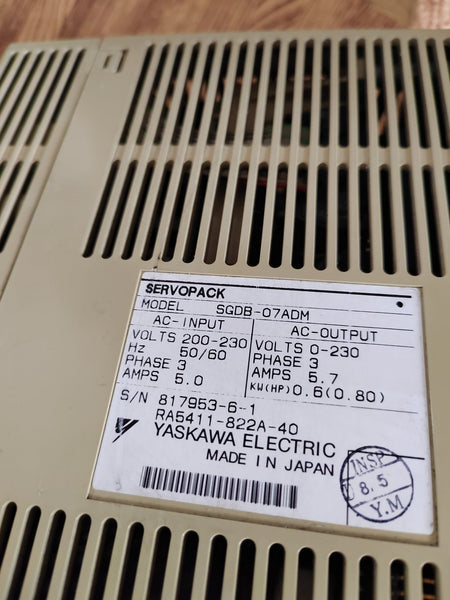 SERVOPACK
MODEL SGDB-07ADM
AC-INPUT AC-OUTPUT
VOLTS 200-230 VOLTS 0-230
Hz 50/60 PHASE 3
PHASE 3 AMPS 5.7
AMPS 5.0 KW(HP) 0.6(0.80)
S/N 817953-6-1
RA5411-822A-40
YASKAWA ELECTRIC
MADE IN JAPAN
INSP
8.5
Y.M